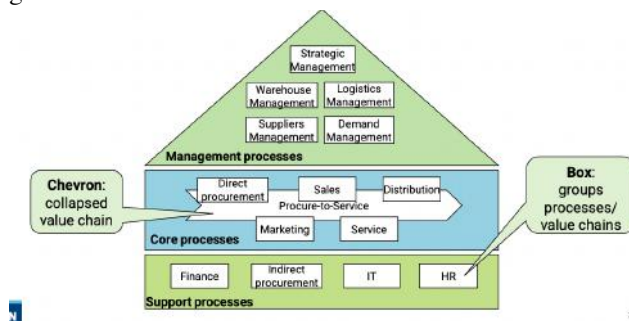 Strategic
Management
Warehouse
Management
Logistics
Management
Suppliers
Management
Demand
Management
Management processes
Chevron:
collapsed
value chain
Direct
procurement
Sales
Distribution
Procure-to-Service
Marketing
Service
Core processes
Box:
groups
processes/
value chains
Finance
Indirect
procurement
IT
HR
Support processes
N